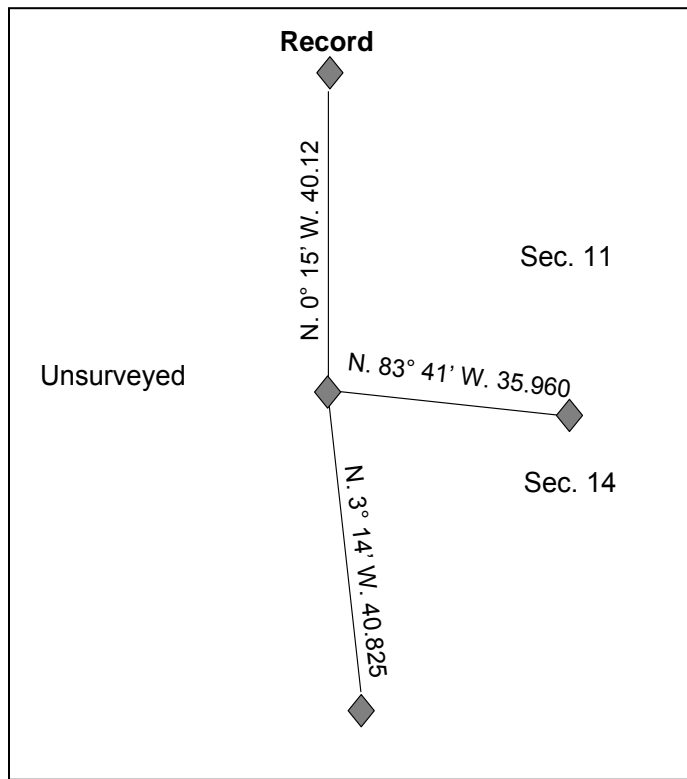 Record
N. 0° 15’ W. 40.12
Sec. 11
Unsurveyed
N. 83° 41’ W. 35.960
Sec. 14
N. 3° 14’ W. 40.825